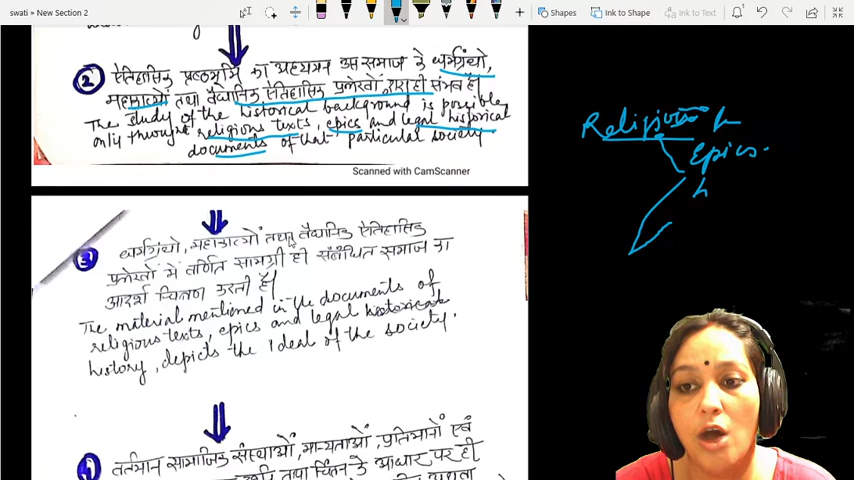 swati » New Section 2
Shapes
Ink to Shape
Ink to Text
2 ऐतिहासिक पृष्ठभूमि का अध्ययन उस समाज के धर्मग्रंथो,
महाकाव्यों तथा वैधानिक ऐतिहासिक प्रलेखों द्वारा ही संभव है।
The study of the historical background is possible
only through religious texts, epics and legal historical
documents of that particular society
Scanned with CamScanner
Religious
Epics.
3 धर्मग्रंथो, महाकाव्यों तथा वैधानिक ऐतिहासिक
प्रलेखों में वर्णित सामग्री ही संबंधित समाज का
आदर्श चित्रण करती है।
The material mentioned in the documents of
religious texts, epics and legal
history, depicts the ideal of the society.
4 वर्तमान सामाजिक संस्थाओं, मान्यताओं, प्रतिमानों एवं
तथा चिंतन के आधार पर ही